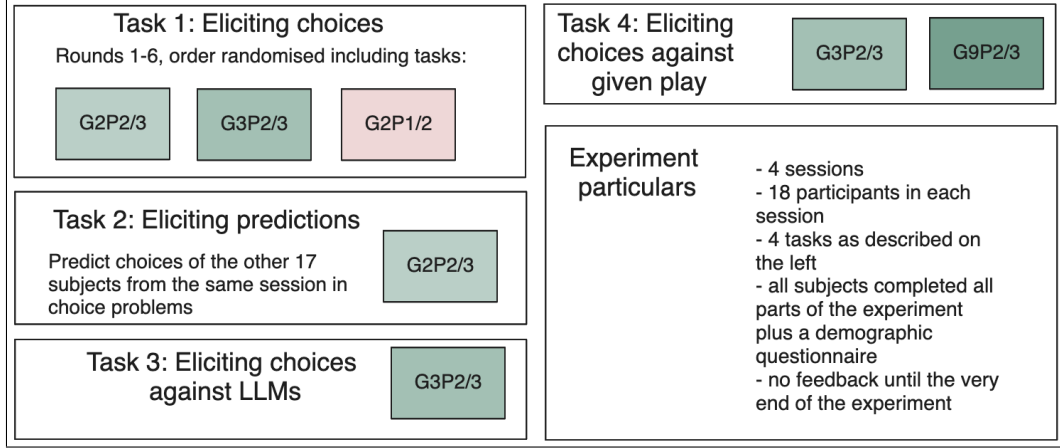 Task 1: Eliciting choices
Rounds 1-6, order randomised including tasks:
G2P2/3
G3P2/3
G2P1/2
Task 2: Eliciting predictions
Predict choices of the other 17
subjects from the same session in
choice problems
G2P2/3
Task 3: Eliciting choices
against LLMs
G3P2/3
Task 4: Eliciting
choices against
given play
G3P2/3
G9P2/3
Experiment
particulars
- 4 sessions
- 18 participants in each
session
- 4 tasks as described on
the left
- all subjects completed all
parts of the experiment
plus a demographic
questionnaire
- no feedback until the very
end of the experiment